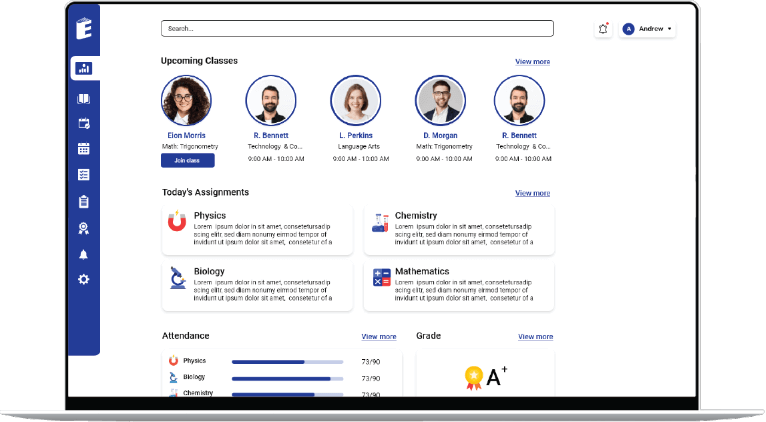 E
Search...
A Andrew
Upcoming Classes
View more
Elon Morris
Math: Trigonometry
Join class
R. Bennett
Technology & Co...
9:00 AM - 10:00 AM
L. Perkins
Language Arts
9:00 AM - 10:00 AM
D. Morgan
Math: Trigonometry
9:00 AM - 10:00 AM
R. Bennett
Technology & Co...
9:00 AM - 10:00 AM
Today's Assignments
View more
Physics
Lorem ipsum dolor in sit amet, consetetursadip
scing elitr, sed diam nonumy eirmod tempor of
invidunt ut ipsum dolor sit amet, consetetur of a
Chemistry
Lorem ipsum dolor in sit amet, consetetursadip
scing elitr, sed diam nonumy eirmod tempor of
invidunt ut ipsum dolor sit amet, consetetur of a
Biology
Lorem ipsum dolor in sit amet, consetetursadip
scing elitr, sed diam nonumy eirmod tempor of
invidunt ut ipsum dolor sit amet, consetetur of a
Mathematics
Lorem ipsum dolor in sit amet, consetetursadip
scing elitr, sed diam nonumy eirmod tempor of
invidunt ut ipsum dolor sit amet, consetetur of a
Attendance
View more
Physics
73/90
Biology
73/90
Chemistry
73/90
Grade
View more
A+